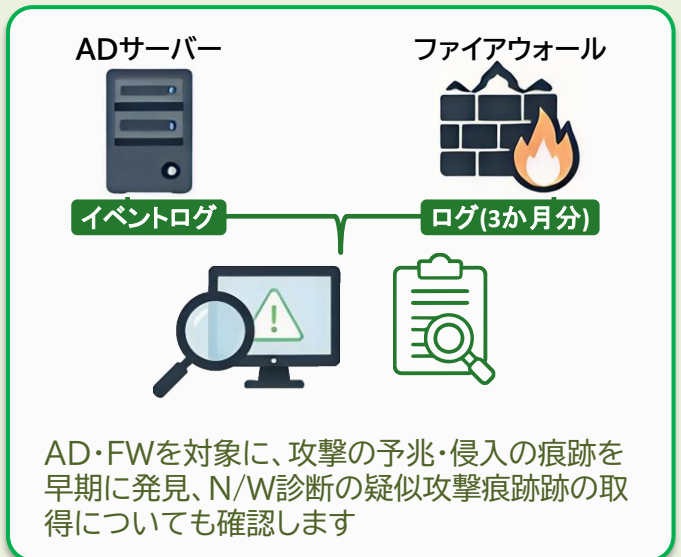 ADサーバー
ファイアウォール
イベントログ
ログ(3か月分)
AD・FWを対象に、攻撃の予兆・侵入の痕跡を
早期に発見、N/W診断の疑似攻撃痕跡跡の取
得についても確認します